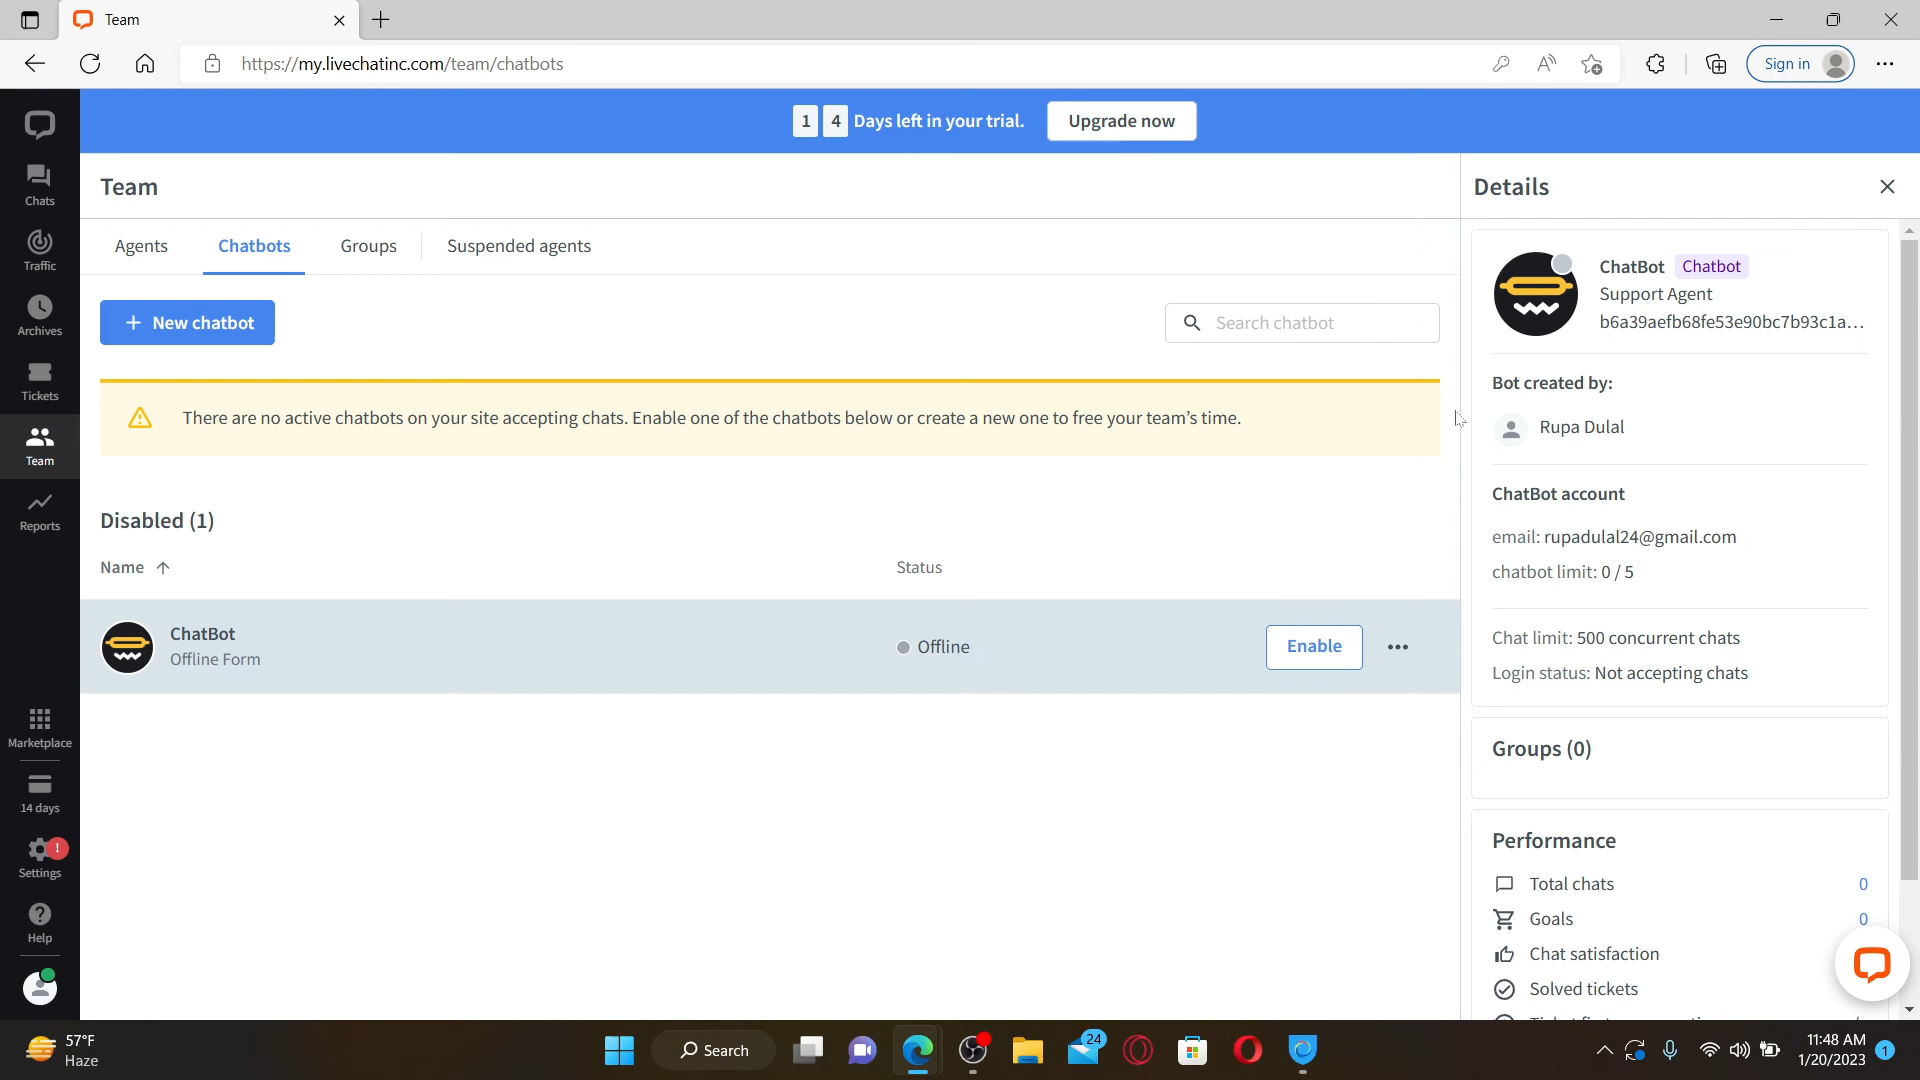 Team
https://my.livechatinc.com/team/chatbots
Sign in
1 4 Days left in your trial.
Upgrade now
Chats
Traffic
Archives
Tickets
Team
Reports
Marketplace
14 days
Settings
Help
Team
Agents
Chatbots
Groups
Suspended agents
+ New chatbot
Search chatbot
There are no active chatbots on your site accepting chats. Enable one of the chatbots below or create a new one to free your team's time.
Disabled (1)
Name
Status
ChatBot
Offline Form
Offline
Enable
Details
ChatBot Chatbot
Support Agent
b6a39aefb68fe53e90bc7b93c1a...
Bot created by:
Rupa Dulal
ChatBot account
email: rupadulal24@gmail.com
chatbot limit: 0 / 5
Chat limit: 500 concurrent chats
Login status: Not accepting chats
Groups (0)
Performance
Total chats 0
Goals 0
Chat satisfaction
Solved tickets
57°F
Haze
Search
24
11:48 AM
1/20/2023
1